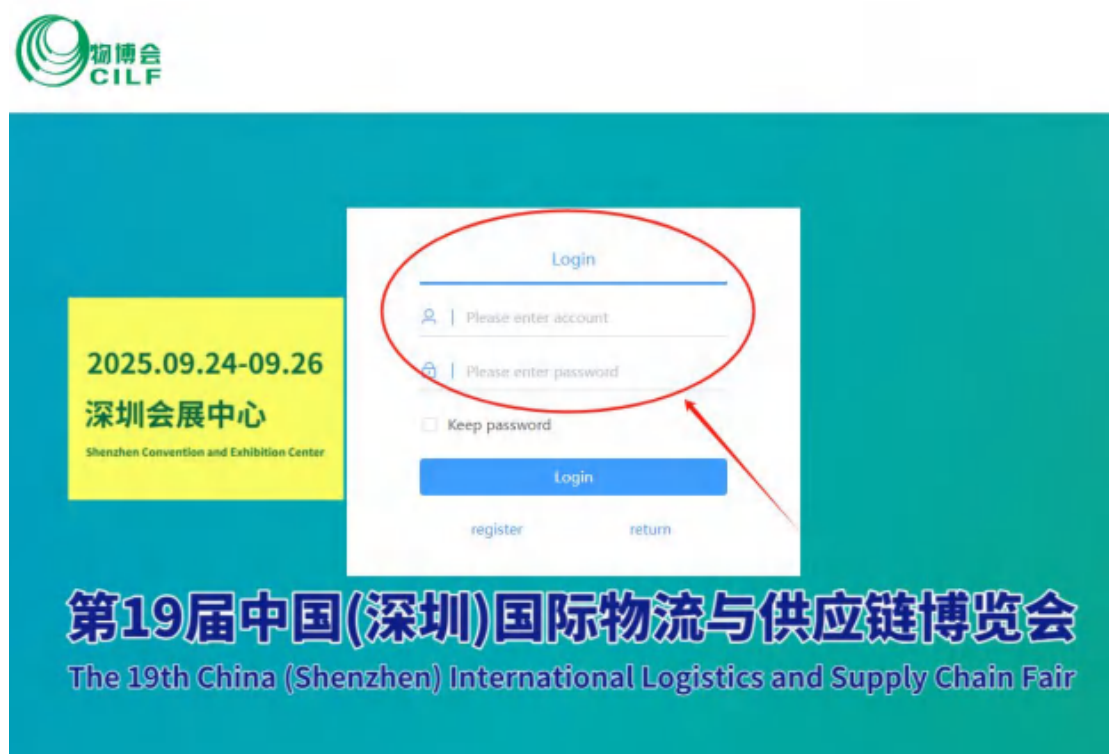 物博会
CILF
Login
Please enter account
Please enter password
Keep password
Login
register
return
2025.09.24-09.26
深圳会展中心
Shenzhen Convention and Exhibition Center
第19届中国(深圳)国际物流与供应链博览会
The 19th China (Shenzhen) International Logistics and Supply Chain Fair